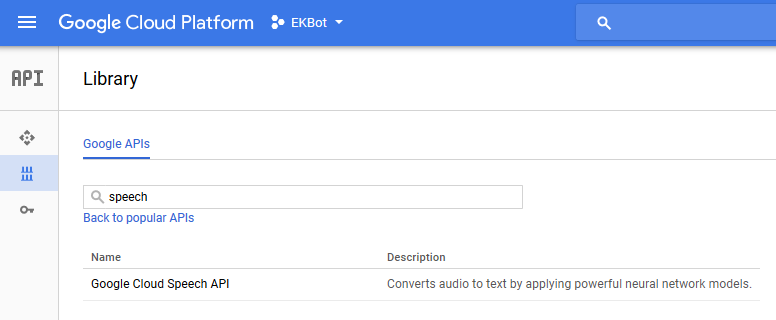 Google Cloud Platform EKBot
API Library
Google APIs
speech
Back to popular APIs
Name Description
Google Cloud Speech API Converts audio to text by applying powerful neural network models.